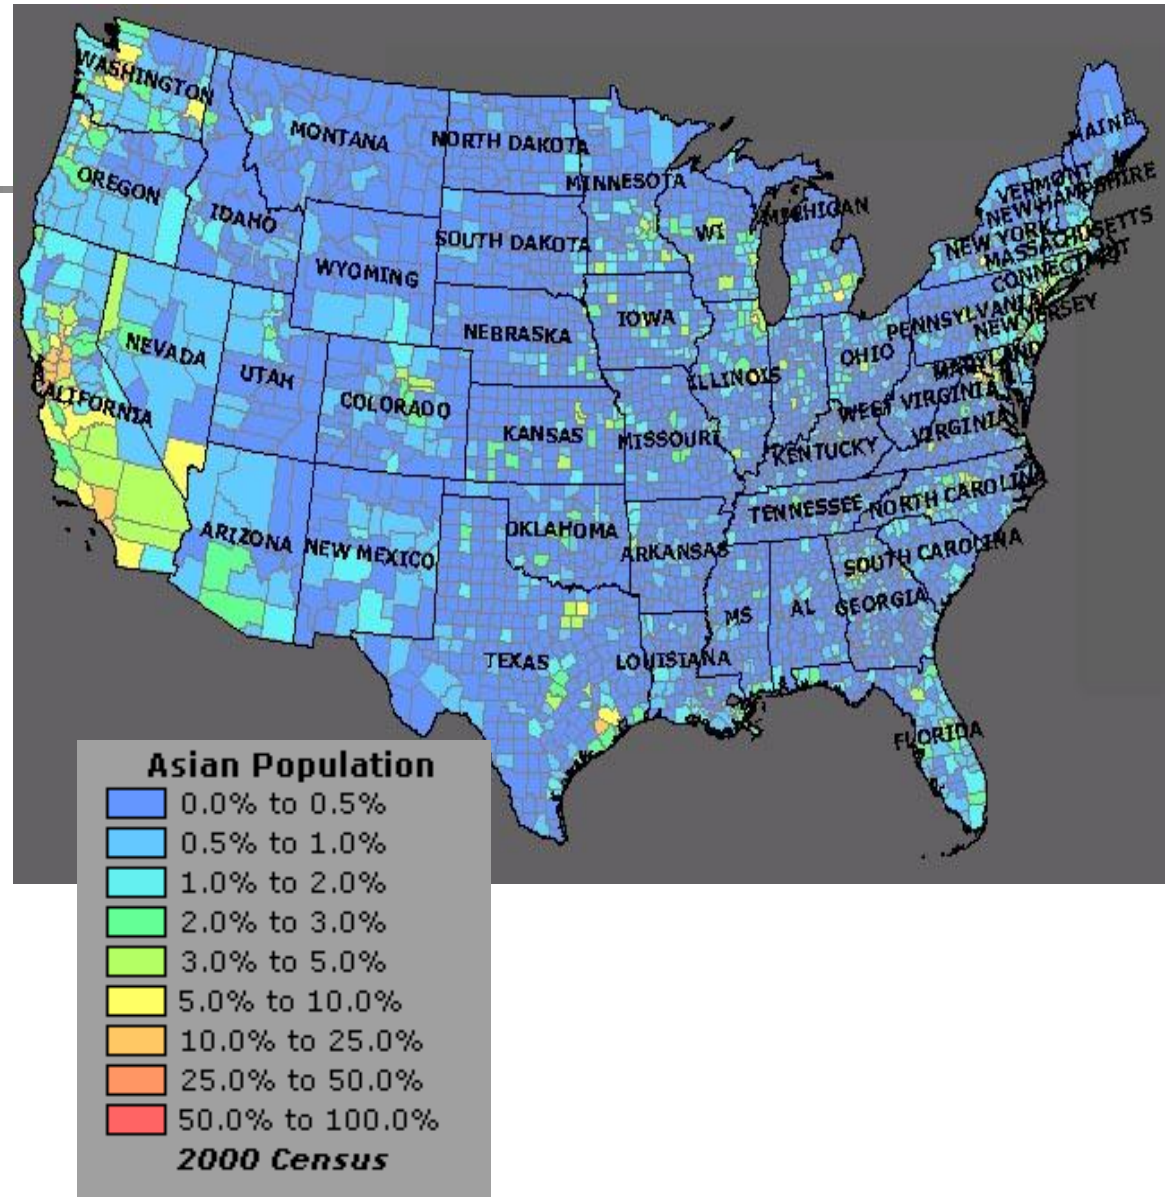 WASHINGTON
MONTANA
NORTH DAKOTA
MAINE
MINNESOTA
VERMONT
OREGON
NEW HAMPSHIRE
IDAHO
MICHIGAN
WI
SOUTH DAKOTA
NEW YORK
MASSACHUSETTS
WYOMING
CONNECTICUT
IOWA
PENNSYLVANIA
NEW JERSEY
NEBRASKA
NEVADA
OHIO
UTAH
ILLINOIS
MARYLAND
CALIFORNIA
COLORADO
WEST VIRGINIA
KANSAS
MISSOURI
VIRGINIA
KENTUCKY
TENNESSEE
NORTH CAROLINA
OKLAHOMA
ARIZONA
NEW MEXICO
ARKANSAS
SOUTH CAROLINA
MS
AL
GEORGIA
TEXAS
LOUISIANA
FLORIDA
Asian Population
0.0% to 0.5%
0.5% to 1.0%
1.0% to 2.0%
2.0% to 3.0%
3.0% to 5.0%
5.0% to 10.0%
10.0% to 25.0%
25.0% to 50.0%
50.0% to 100.0%
2000 Census